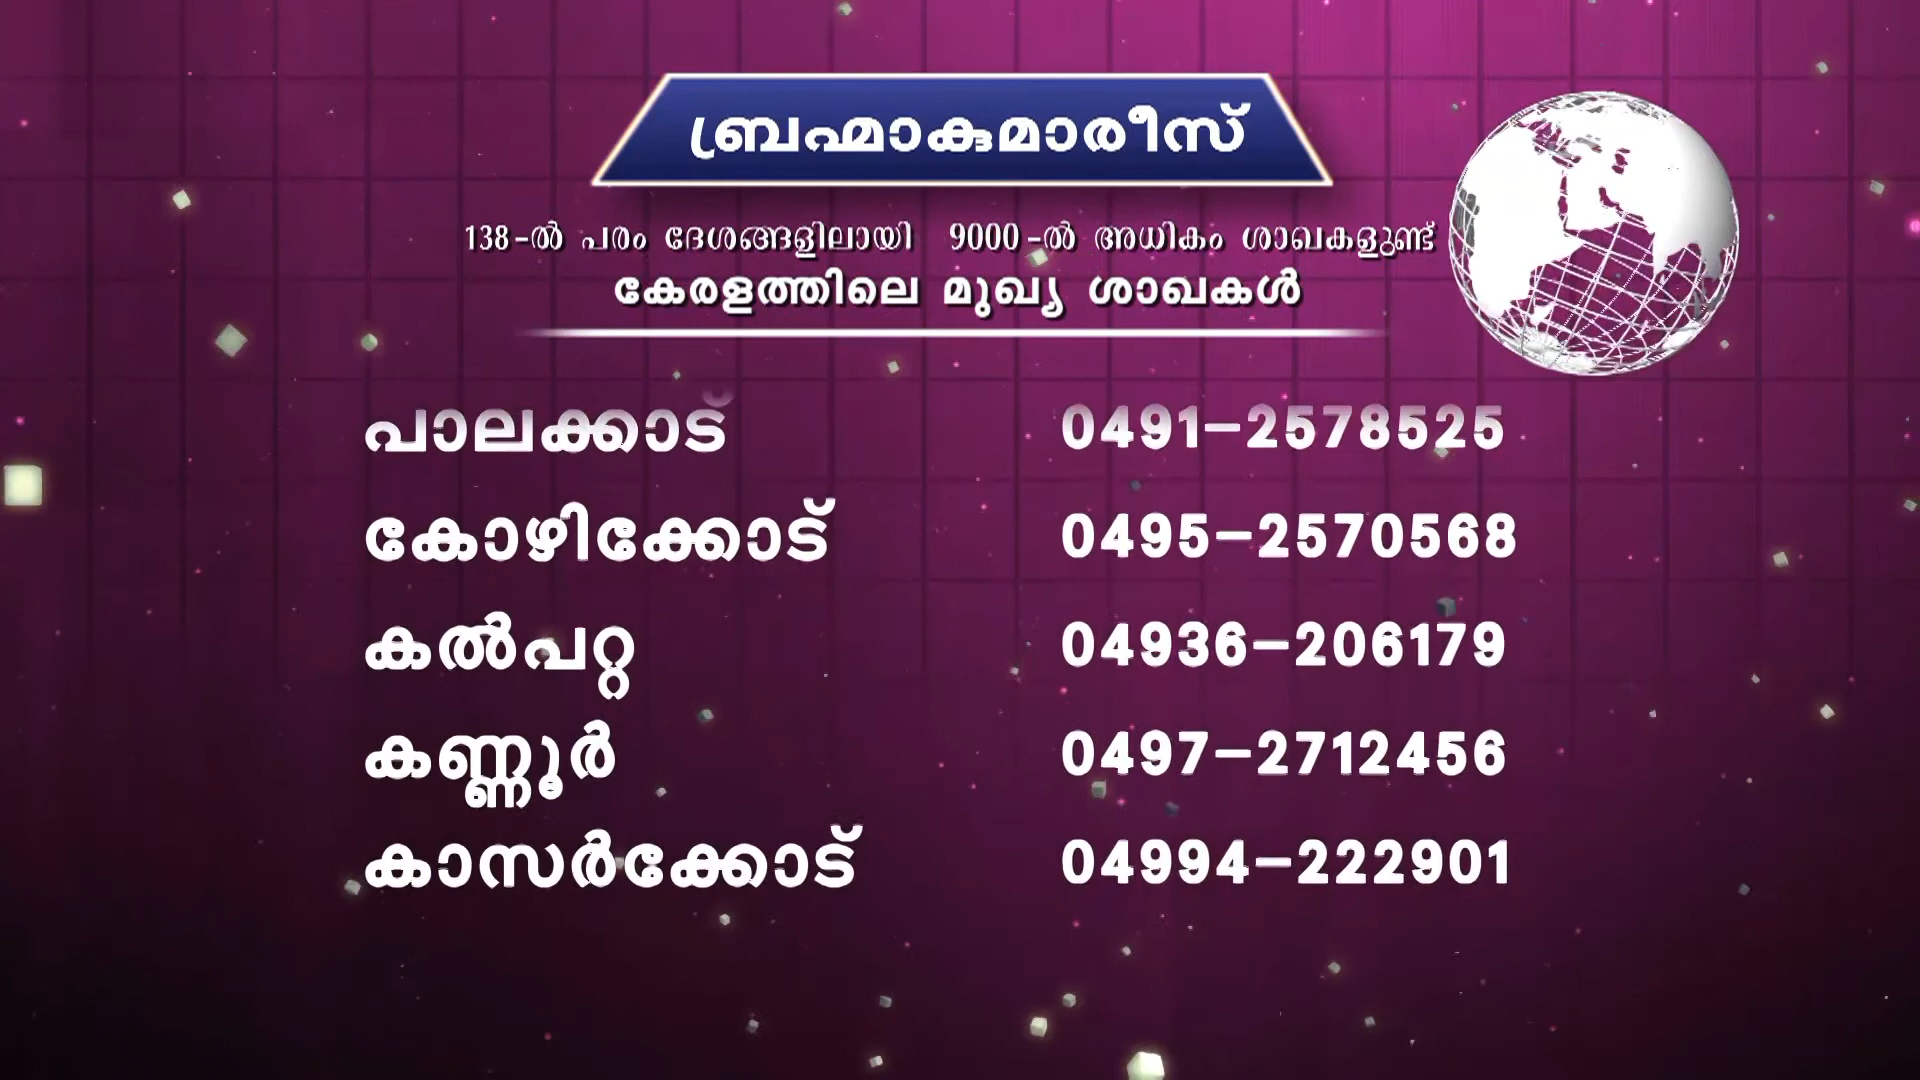 ബ്രഹ്മാകുമാരീസ്
138-ൽ പരം ദേശങ്ങളിലായി 9000-ൽ അധികം ശാഖകളുണ്ട്
കേരളത്തിലെ മുഖ്യ ശാഖകൾ
പാലക്കാട് 0491-2578525
കോഴിക്കോട് 0495-2570568
കൽപറ്റ 04936-206179
കണ്ണൂർ 0497-2712456
കാസർക്കോട് 04994-222901